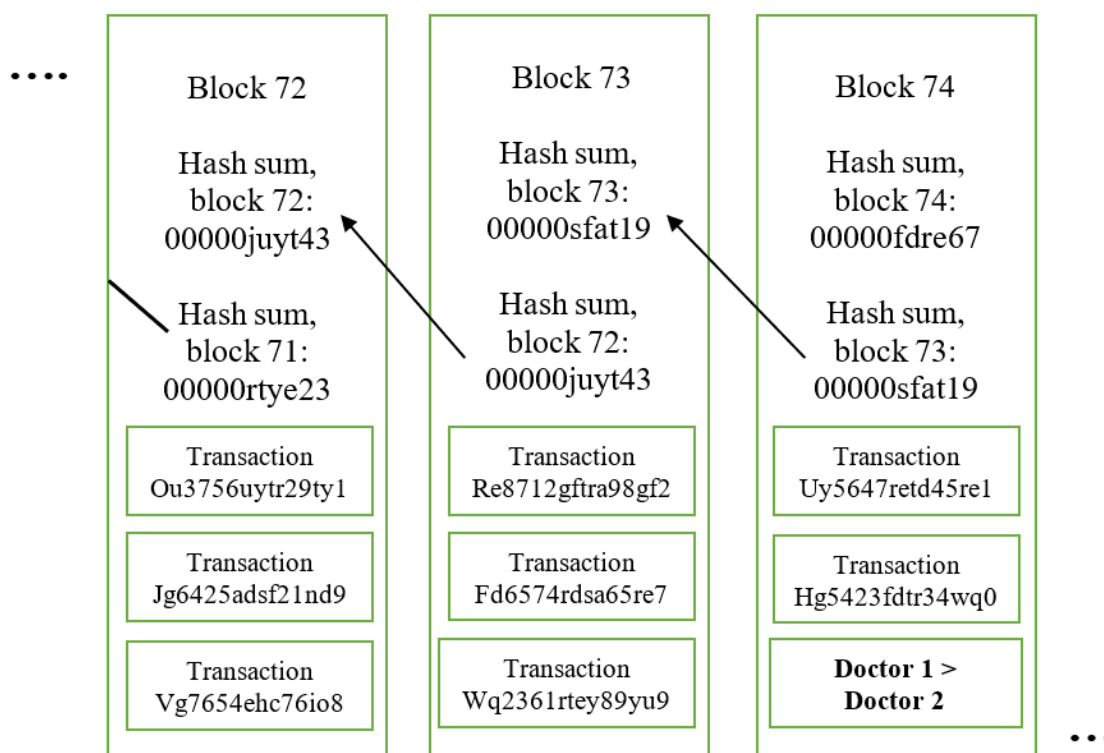 ....
Block 72
Hash sum,
block 72:
00000juyt43
Hash sum,
block 71:
00000rtye23
Transaction
Ou3756uytr29ty1
Transaction
Jg6425adsf21nd9
Transaction
Vg7654ehc76io8
Block 73
Hash sum,
block 73:
00000sfat19
Hash sum,
block 72:
00000juyt43
Transaction
Re8712gftra98gf2
Transaction
Fd6574rdsa65re7
Transaction
Wq2361rtey89yu9
Block 74
Hash sum,
block 74:
00000fdre67
Hash sum,
block 73:
00000sfat19
Transaction
Uy5647retd45re1
Transaction
Hg5423fdtr34wq0
Doctor 1 >
Doctor 2
...